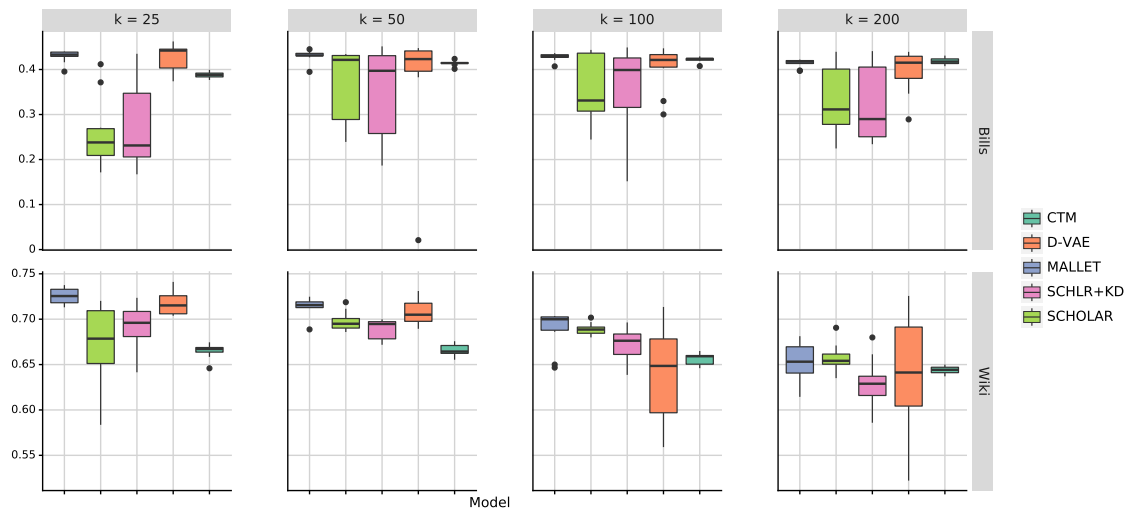 k = 25
k = 50
k = 100
k = 200
0.4
0.3
0.2
0.1
0
Bills
0.75
0.70
0.65
0.60
0.55
Wiki
Model
CTM
D-VAE
MALLET
SCHLR+KD
SCHOLAR